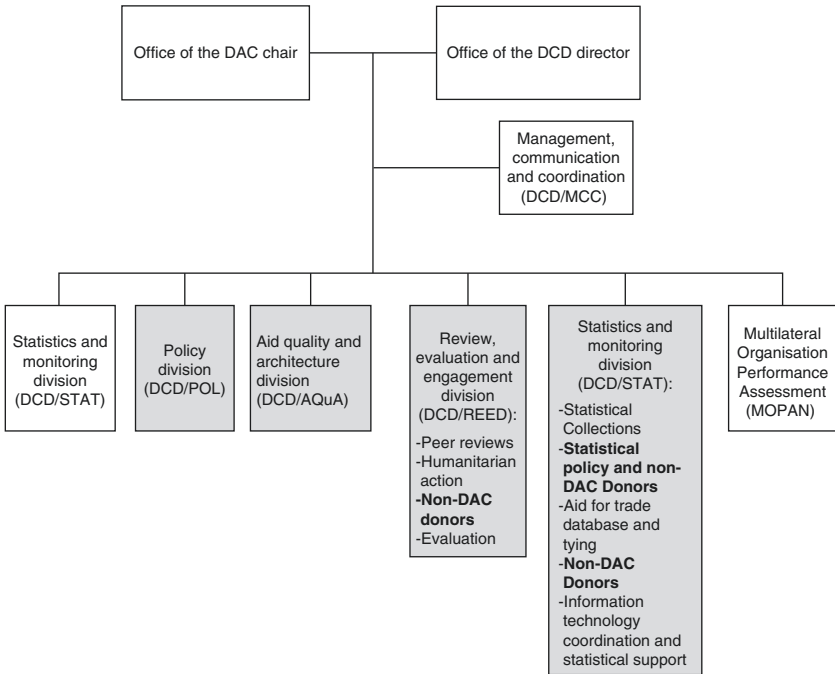 Office of the DAC chair
Office of the DCD director
Management,
communication
and coordination
(DCD/MCC)
Statistics and
monitoring
division
(DCD/STAT)
Policy
division
(DCD/POL)
Aid quality and
architecture
division
(DCD/AQuA)
Review,
evaluation and
engagement
division
(DCD/REED):
-Peer reviews
-Humanitarian
action
-Non-DAC
donors
-Evaluation
Statistics and
monitoring
division
(DCD/STAT):
-Statistical
Collections
-Statistical
policy and non-
DAC Donors
-Aid for trade
database and
tying
-Non-DAC
Donors
-Information
technology
coordination and
statistical support
Multilateral
Organisation
Performance
Assessment
(MOPAN)